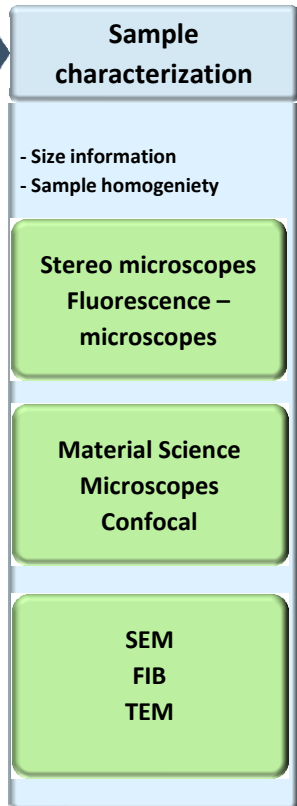 Sample
characterization
- Size information
- Sample homogeniety
Stereo microscopes
Fluorescence –
microscopes
Material Science
Microscopes
Confocal
SEM
FIB
TEM